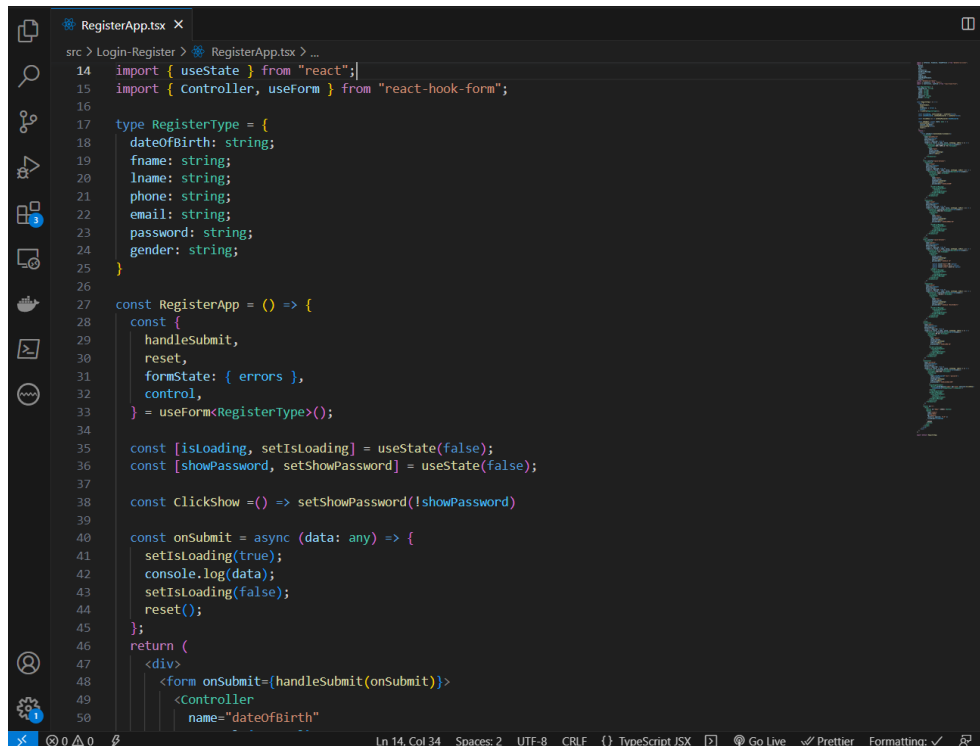 RegisterApp.tsx
src > Login-Register > RegisterApp.tsx > ...
14 import { useState } from "react";
15 import { Controller, useForm } from "react-hook-form";
16
17 type RegisterType = {
18 dateOfBirth: string;
19 fname: string;
20 lname: string;
21 phone: string;
22 email: string;
23 password: string;
24 gender: string;
25 }
26
27 const RegisterApp = () => {
28 const {
29 handleSubmit,
30 reset,
31 formState: { errors },
32 control,
33 } = useForm<RegisterType>();
34
35 const [isLoading, setIsLoading] = useState(false);
36 const [showPassword, setShowPassword] = useState(false);
37
38 const ClickShow =() => setShowPassword(!showPassword)
39
40 const onSubmit = async (data: any) => {
41 setIsLoading(true);
42 console.log(data);
43 setIsLoading(false);
44 reset();
45 };
46 return (
47 <div>
48 <form onSubmit={handleSubmit(onSubmit)}>
49 <Controller
50 name="dateOfBirth"
3
1
0 0 Ln 14, Col 34 Spaces: 2 UTF-8 CRLF {} TypeScript JSX Go Live Prettier Formatting: ✓